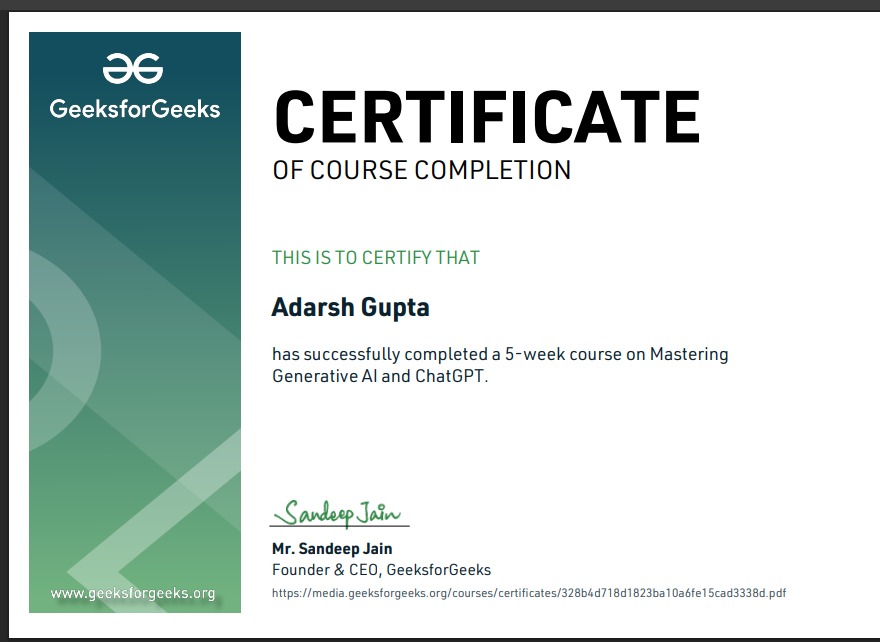 GeeksforGeeks
CERTIFICATE
OF COURSE COMPLETION
THIS IS TO CERTIFY THAT
Adarsh Gupta
has successfully completed a 5-week course on Mastering
Generative AI and ChatGPT.
Sandeep Jain
Mr. Sandeep Jain
Founder & CEO, GeeksforGeeks
https://media.geeksforgeeks.org/courses/certificates/328b4d718d1823ba10a6fe15cad3338d.pdf
www.geeksforgeeks.org